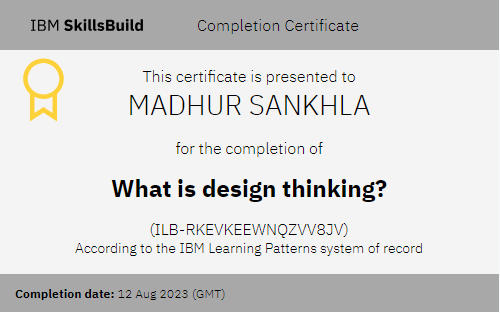 IBM SkillsBuild Completion Certificate
This certificate is presented to
MADHUR SANKHLA
for the completion of
What is design thinking?
(ILB-RKEVKEEWNQZVV8JV)
According to the IBM Learning Patterns system of record
Completion date: 12 Aug 2023 (GMT)